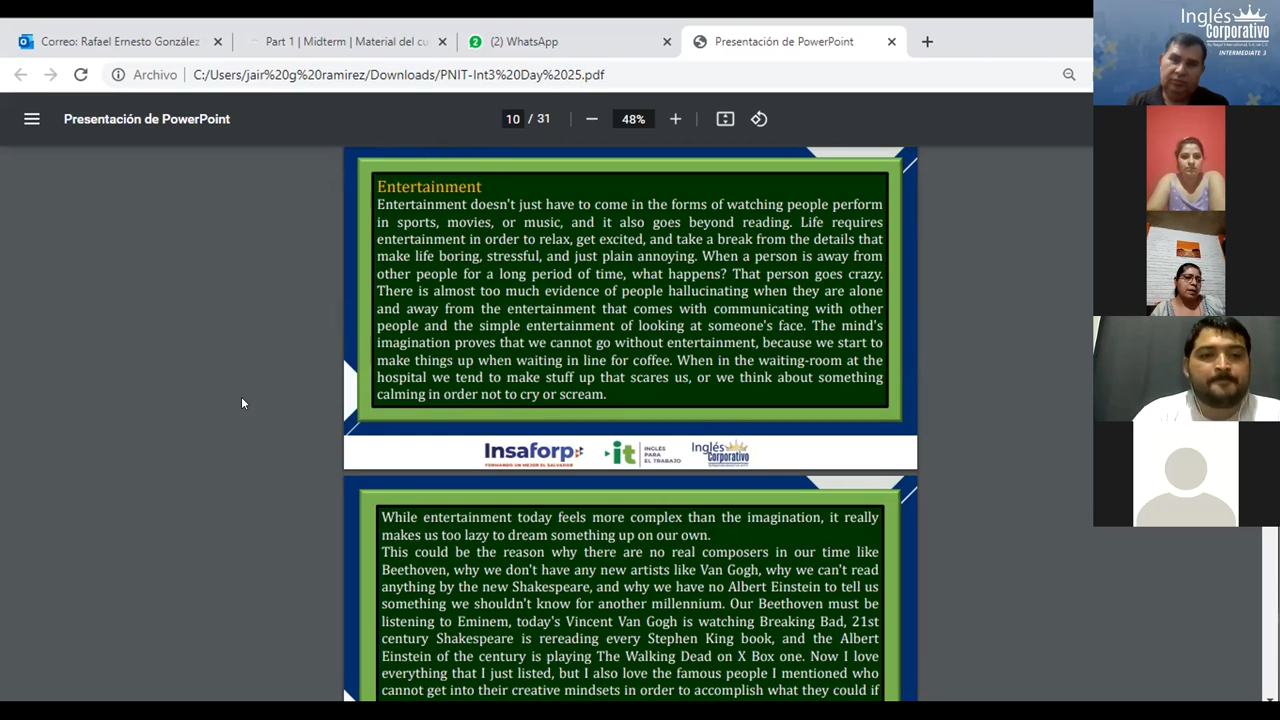 Correo: Rafael Ernesto González
Part 1 | Midterm | Material del cu
(2) WhatsApp
Presentación de PowerPoint
Archivo
C:/Users/jair%20g%20ramirez/Downloads/PNIT-Int3%20Day%2025.pdf
Presentación de PowerPoint
10 / 31
48%
Entertainment
Entertainment doesn't just have to come in the forms of watching people perform
in sports, movies, or music, and it also goes beyond reading. Life requires
entertainment in order to relax, get excited, and take a break from the details that
make life boring, stressful, and just plain annoying. When a person is away from
other people for a long period of time, what happens? That person goes crazy.
There is almost too much evidence of people hallucinating when they are alone
and away from the entertainment that comes with communicating with other
people and the simple entertainment of looking at someone's face. The mind's
imagination proves that we cannot go without entertainment, because we start to
make things up when waiting in line for coffee. When in the waiting-room at the
hospital we tend to make stuff up that scares us, or we think about something
calming in order not to cry or scream.
Insaforp
FORMANDO UN MEJOR EL SALVADOR
it
INGLÉS
PARA
EL TRABAJO
Inglés
Corporativo
While entertainment today feels more complex than the imagination, it really
makes us too lazy to dream something up on our own.
This could be the reason why there are no real composers in our time like
Beethoven, why we don't have any new artists like Van Gogh, why we can't read
anything by the new Shakespeare, and why we have no Albert Einstein to tell us
something we shouldn't know for another millennium. Our Beethoven must be
listening to Eminem, today's Vincent Van Gogh is watching Breaking Bad, 21st
century Shakespeare is rereading every Stephen King book, and the Albert
Einstein of the century is playing The Walking Dead on X Box one. Now I love
everything that I just listed, but I also love the famous people I mentioned who
cannot get into their creative mindsets in order to accomplish what they could if
Inglés
Corporativo
INTERMEDIATE 3